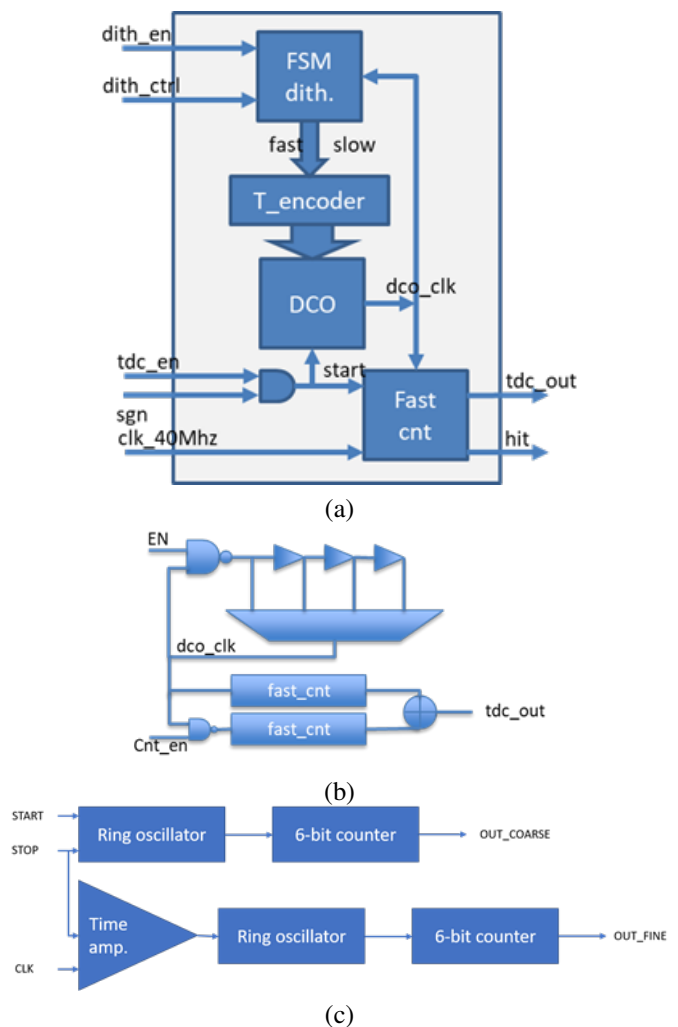 dith_en
dith_ctrl
FSM
dith.
fast slow
T_encoder
DCO
dco_clk
tdc_en
start
sgn
clk_40Mhz
Fast
cnt
tdc_out
hit
(a)
EN
dco_clk
fast_cnt
fast_cnt
Cnt_en
tdc_out
(b)
START
STOP
Ring oscillator
6-bit counter
OUT_COARSE
Time
amp.
CLK
Ring oscillator
6-bit counter
OUT_FINE
(c)